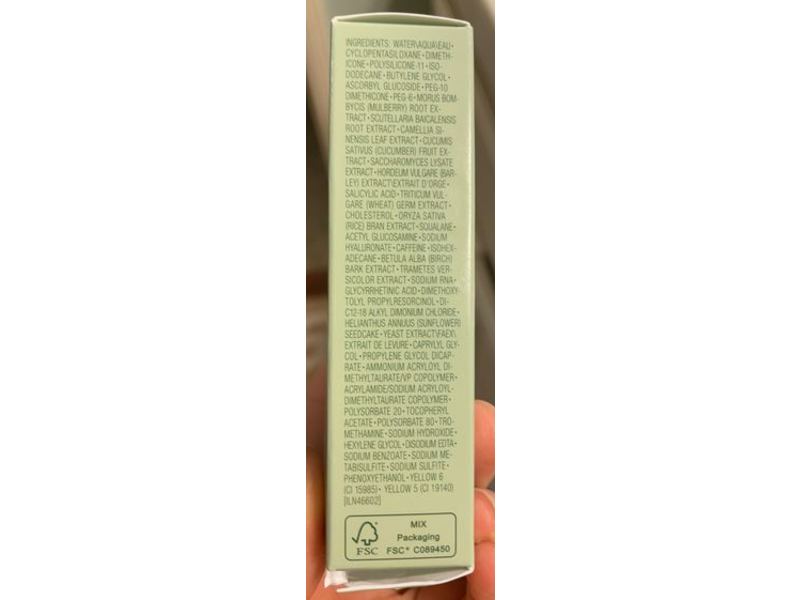 INGREDIENTS: WATER\AQUA\EAU•
CYCLOPENTASILOXANE•DIMETH-
ICONE•POLYSILICONE-11•ISO-
DODECANE•BUTYLENE GLYCOL•
ASCORBYL GLUCOSIDE•PEG-10
DIMETHICONE•PEG-6•MORUS BOM-
BYCIS (MULBERRY) ROOT EX-
TRACT•SCUTELLARIA BAICALENSIS
ROOT EXTRACT•CAMELLIA SI-
NENSIS LEAF EXTRACT•CUCUMIS
SATIVUS (CUCUMBER) FRUIT EX-
TRACT•SACCHAROMYCES LYSATE
EXTRACT•HORDEUM VULGARE (BAR-
LEY) EXTRACT\EXTRAIT D'ORGE•
SALICYLIC ACID•TRITICUM VUL-
GARE (WHEAT) GERM EXTRACT•
CHOLESTEROL•ORYZA SATIVA
(RICE) BRAN EXTRACT•SQUALANE•
ACETYL GLUCOSAMINE•SODIUM
HYALURONATE•CAFFEINE•ISOHEX-
ADECANE•BETULA ALBA (BIRCH)
BARK EXTRACT•TRAMETES VER-
SICOLOR EXTRACT•SODIUM RNA•
GLYCYRRHETINIC ACID•DIMETHOXY-
TOLYL PROPYLRESORCINOL•DI-
C12-18 ALKYL DIMONIUM CHLORIDE•
HELIANTHUS ANNUUS (SUNFLOWER)
SEEDCAKE•YEAST EXTRACT\FAEX\
EXTRAIT DE LEVURE•CAPRYLYL GLY-
COL•PROPYLENE GLYCOL DICAP-
RATE•AMMONIUM ACRYLOYL DI-
METHYLTAURATE/VP COPOLYMER•
ACRYLAMIDE/SODIUM ACRYLOYL-
DIMETHYLTAURATE COPOLYMER•
POLYSORBATE 20•TOCOPHERYL
ACETATE•POLYSORBATE 80•TRO-
METHAMINE•SODIUM HYDROXIDE•
HEXYLENE GLYCOL•DISODIUM EDTA•
SODIUM BENZOATE•SODIUM ME-
TABISULFITE•SODIUM SULFITE•
PHENOXYETHANOL•YELLOW 6
(CI 15985)•YELLOW 5 (CI 19140)
[ILN46602]
MIX
Packaging
FSC FSC® C089450